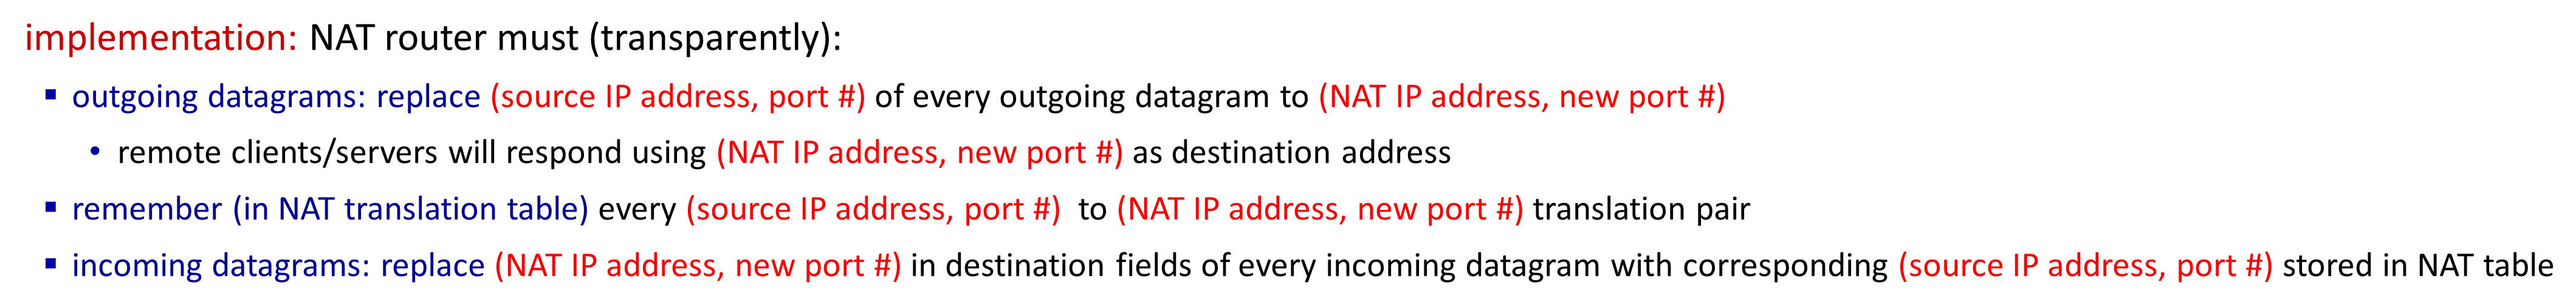 implementation: NAT router must (transparently):
▪ outgoing datagrams: replace (source IP address, port #) of every outgoing datagram to (NAT IP address, new port #)
• remote clients/servers will respond using (NAT IP address, new port #) as destination address
▪ remember (in NAT translation table) every (source IP address, port #) to (NAT IP address, new port #) translation pair
▪ incoming datagrams: replace (NAT IP address, new port #) in destination fields of every incoming datagram with corresponding (source IP address, port #) stored in NAT table